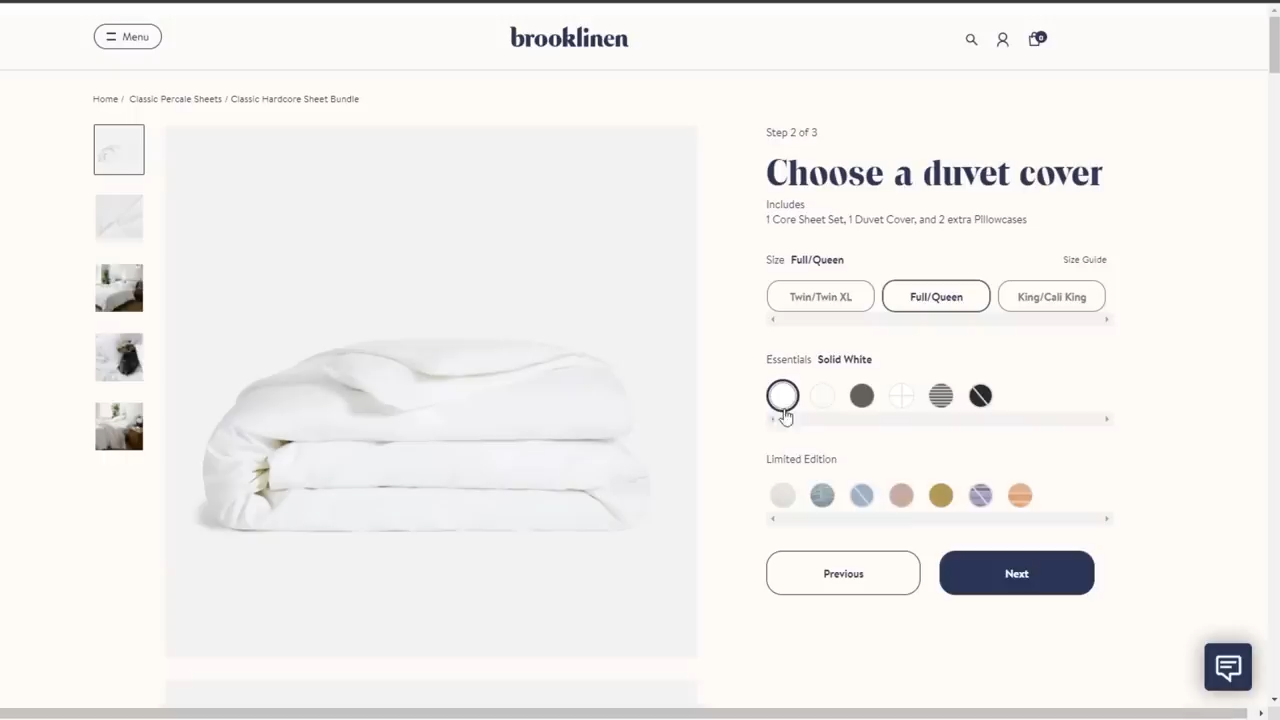 Menu
brooklinen
0
Home / Classic Percale Sheets / Classic Hardcore Sheet Bundle
Step 2 of 3
Choose a duvet cover
Includes
1 Core Sheet Set, 1 Duvet Cover, and 2 extra Pillowcases
Size Full/Queen
Size Guide
Twin/Twin XL
Full/Queen
King/Cali King
Essentials Solid White
Limited Edition
Previous
Next